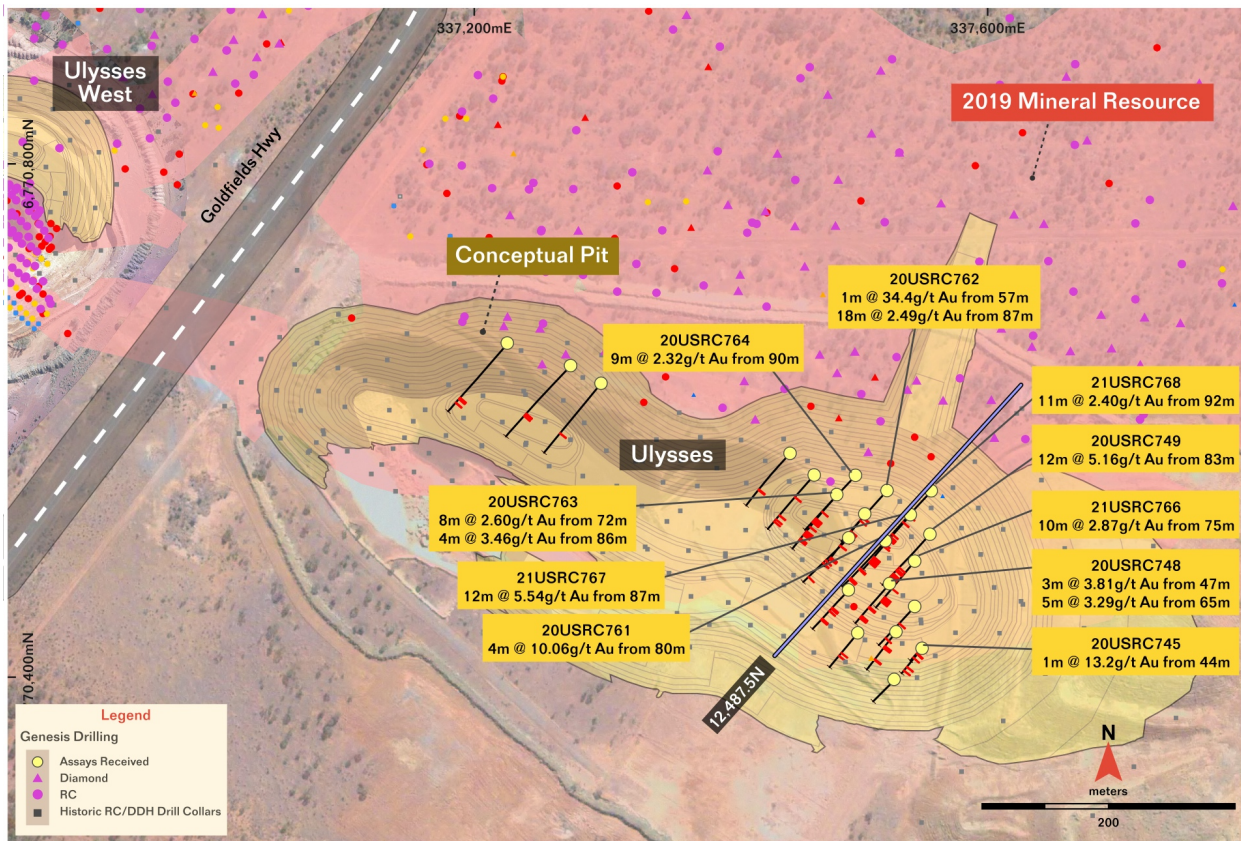 337,200mE
337,600mE
Ulysses
West
2019 Mineral Resource
6,770,800mN
Goldfields Hwy
Conceptual Pit
20USRC762
1m @ 34.4g/t Au from 57m
18m @ 2.49g/t Au from 87m
20USRC764
9m @ 2.32g/t Au from 90m
21USRC768
11m @ 2.40g/t Au from 92m
20USRC749
12m @ 5.16g/t Au from 83m
Ulysses
20USRC763
8m @ 2.60g/t Au from 72m
4m @ 3.46g/t Au from 86m
21USRC766
10m @ 2.87g/t Au from 75m
20USRC748
3m @ 3.81g/t Au from 47m
5m @ 3.29g/t Au from 65m
21USRC767
12m @ 5.54g/t Au from 87m
20USRC761
4m @ 10.06g/t Au from 80m
20USRC745
1m @ 13.2g/t Au from 44m
70,400mN
12,487.5N
Legend
Genesis Drilling
Assays Received
Diamond
RC
Historic RC/DDH Drill Collars
N
meters
200